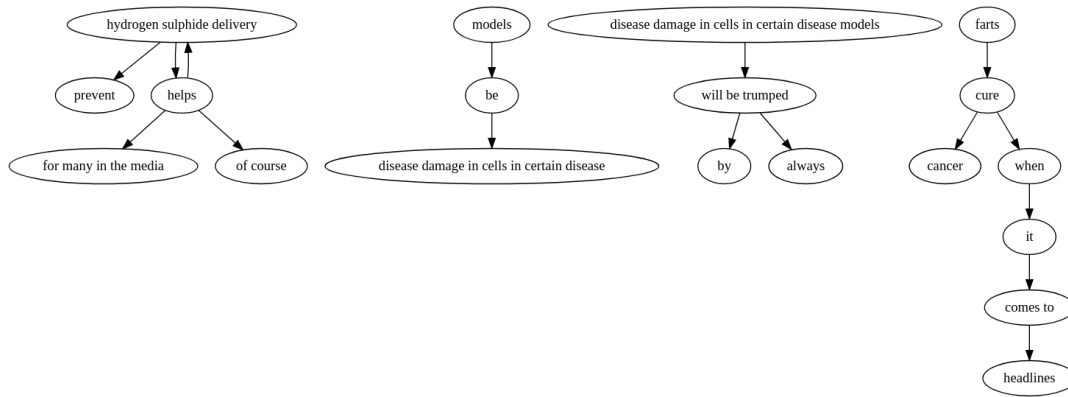 hydrogen sulphide delivery
models
disease damage in cells in certain disease models
farts
prevent
helps
be
will be trumped
cure
for many in the media
of course
disease damage in cells in certain disease
by
always
cancer
when
it
comes to
headlines